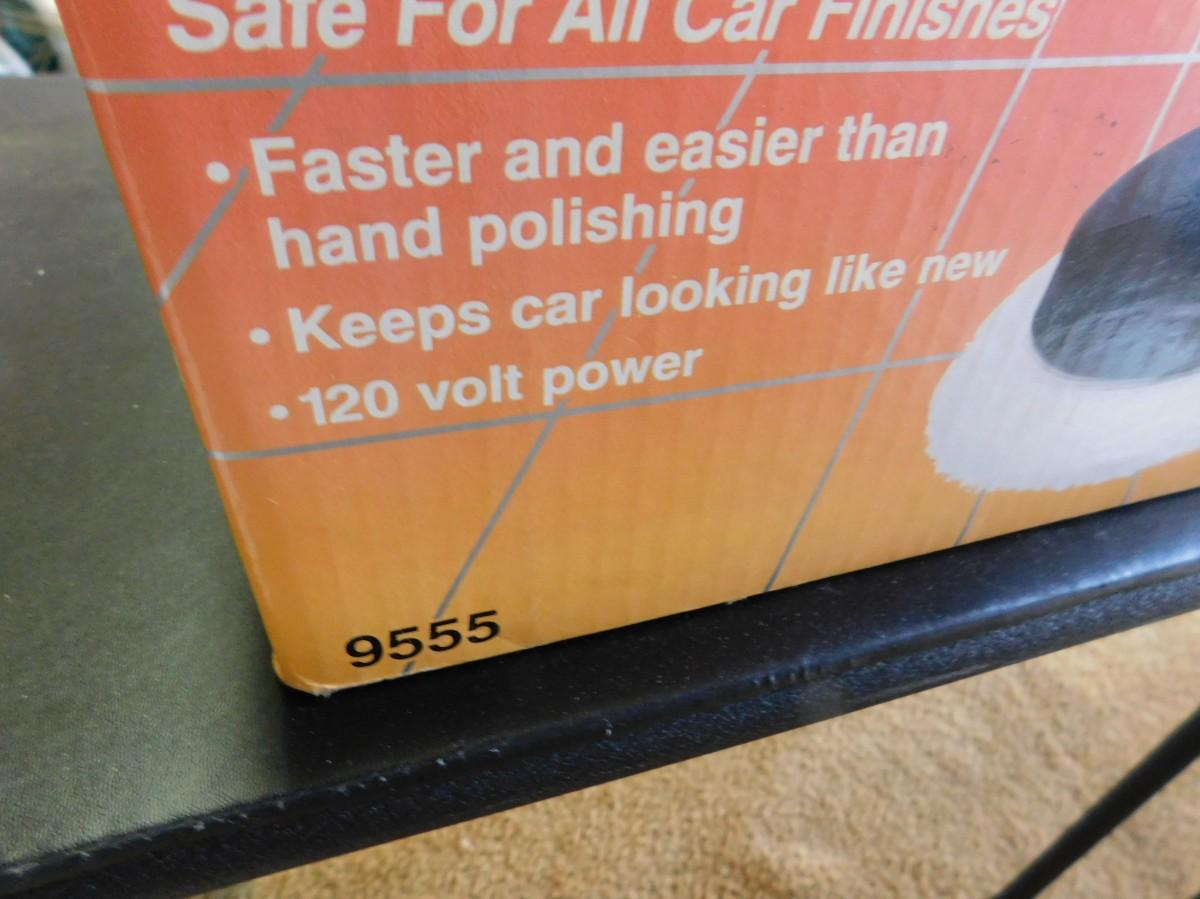 Safe For All Car Finishes
• Faster and easier than
hand polishing
• Keeps car looking like new
• 120 volt power
9555